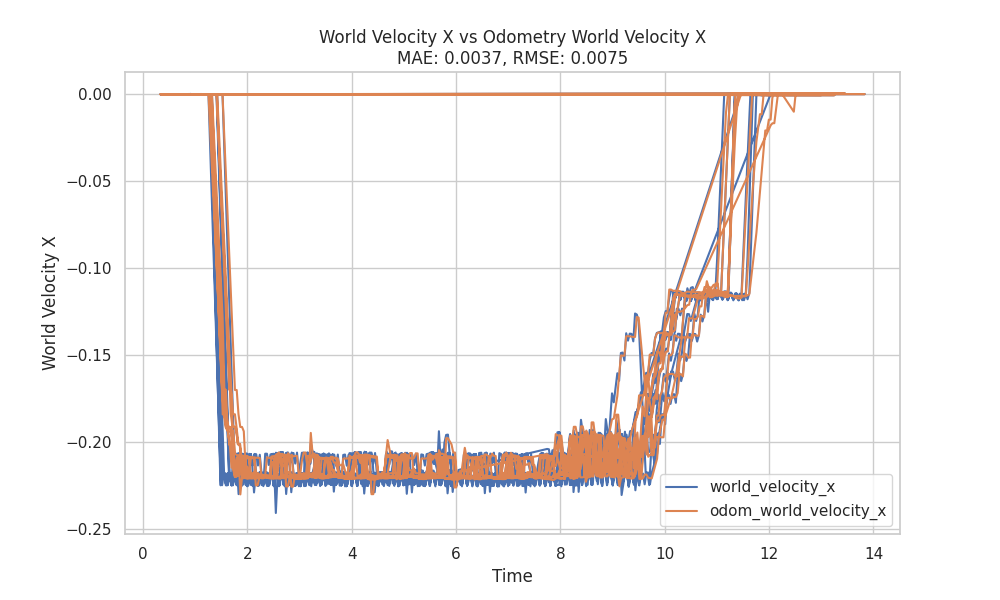 World Velocity X vs Odometry World Velocity X
MAE: 0.0037, RMSE: 0.0075
World Velocity X
0.00
−0.05
−0.10
−0.15
−0.20
−0.25
world_velocity_x
odom_world_velocity_x
0 2 4 6 8 10 12 14
Time